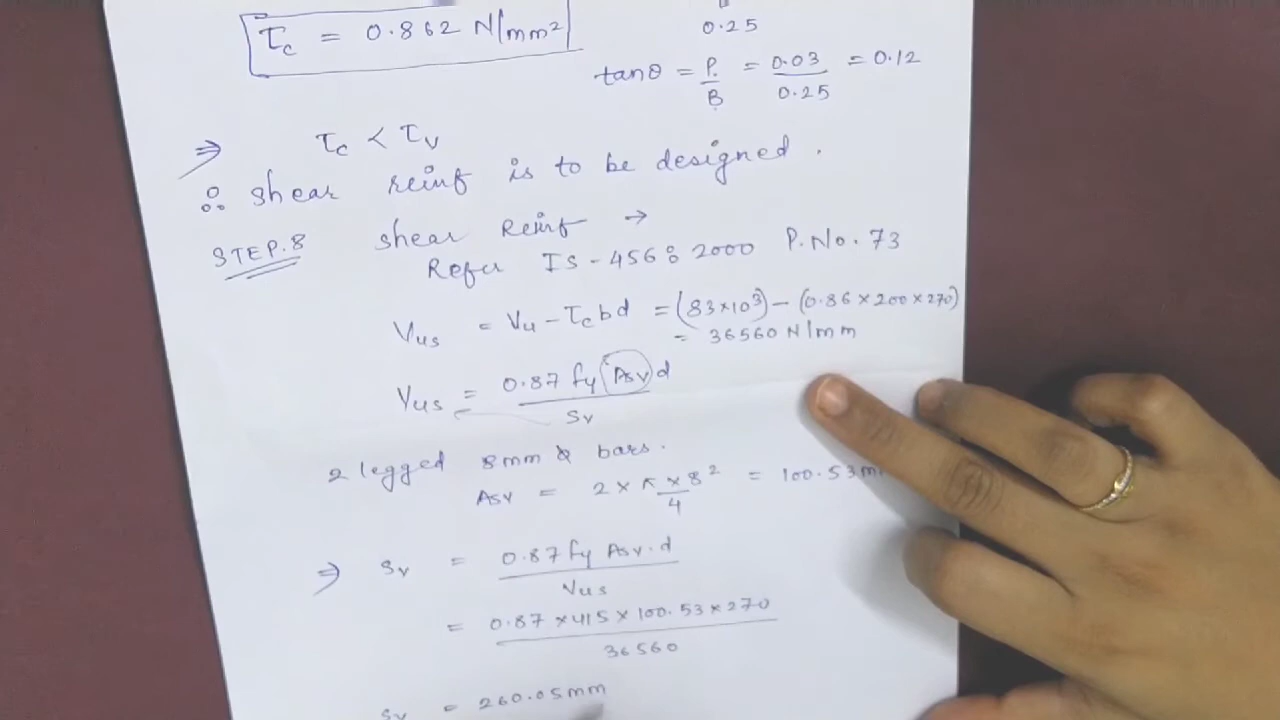 τc = 0.862 N/mm²
0.25
tanθ = P/B = 0.03/0.25 = 0.12
⇒ τc < τv
∴ shear reinf is to be designed.
STEP.8 shear Reinf →
Refer IS-456:2000 P.No.73
Vus = Vu - τcbd = (83×10³) - (0.86×200×270)
= 36560 N/mm
Vus = 0.87 fy Asv d / Sv
2 legged 8mm φ bars.
Asv = 2 × π × 8² / 4 = 100.53
⇒ Sv = 0.87 fy Asv.d / Vus
= 0.87 × 415 × 100.53 × 270 / 36560
Sv = 260.05mm